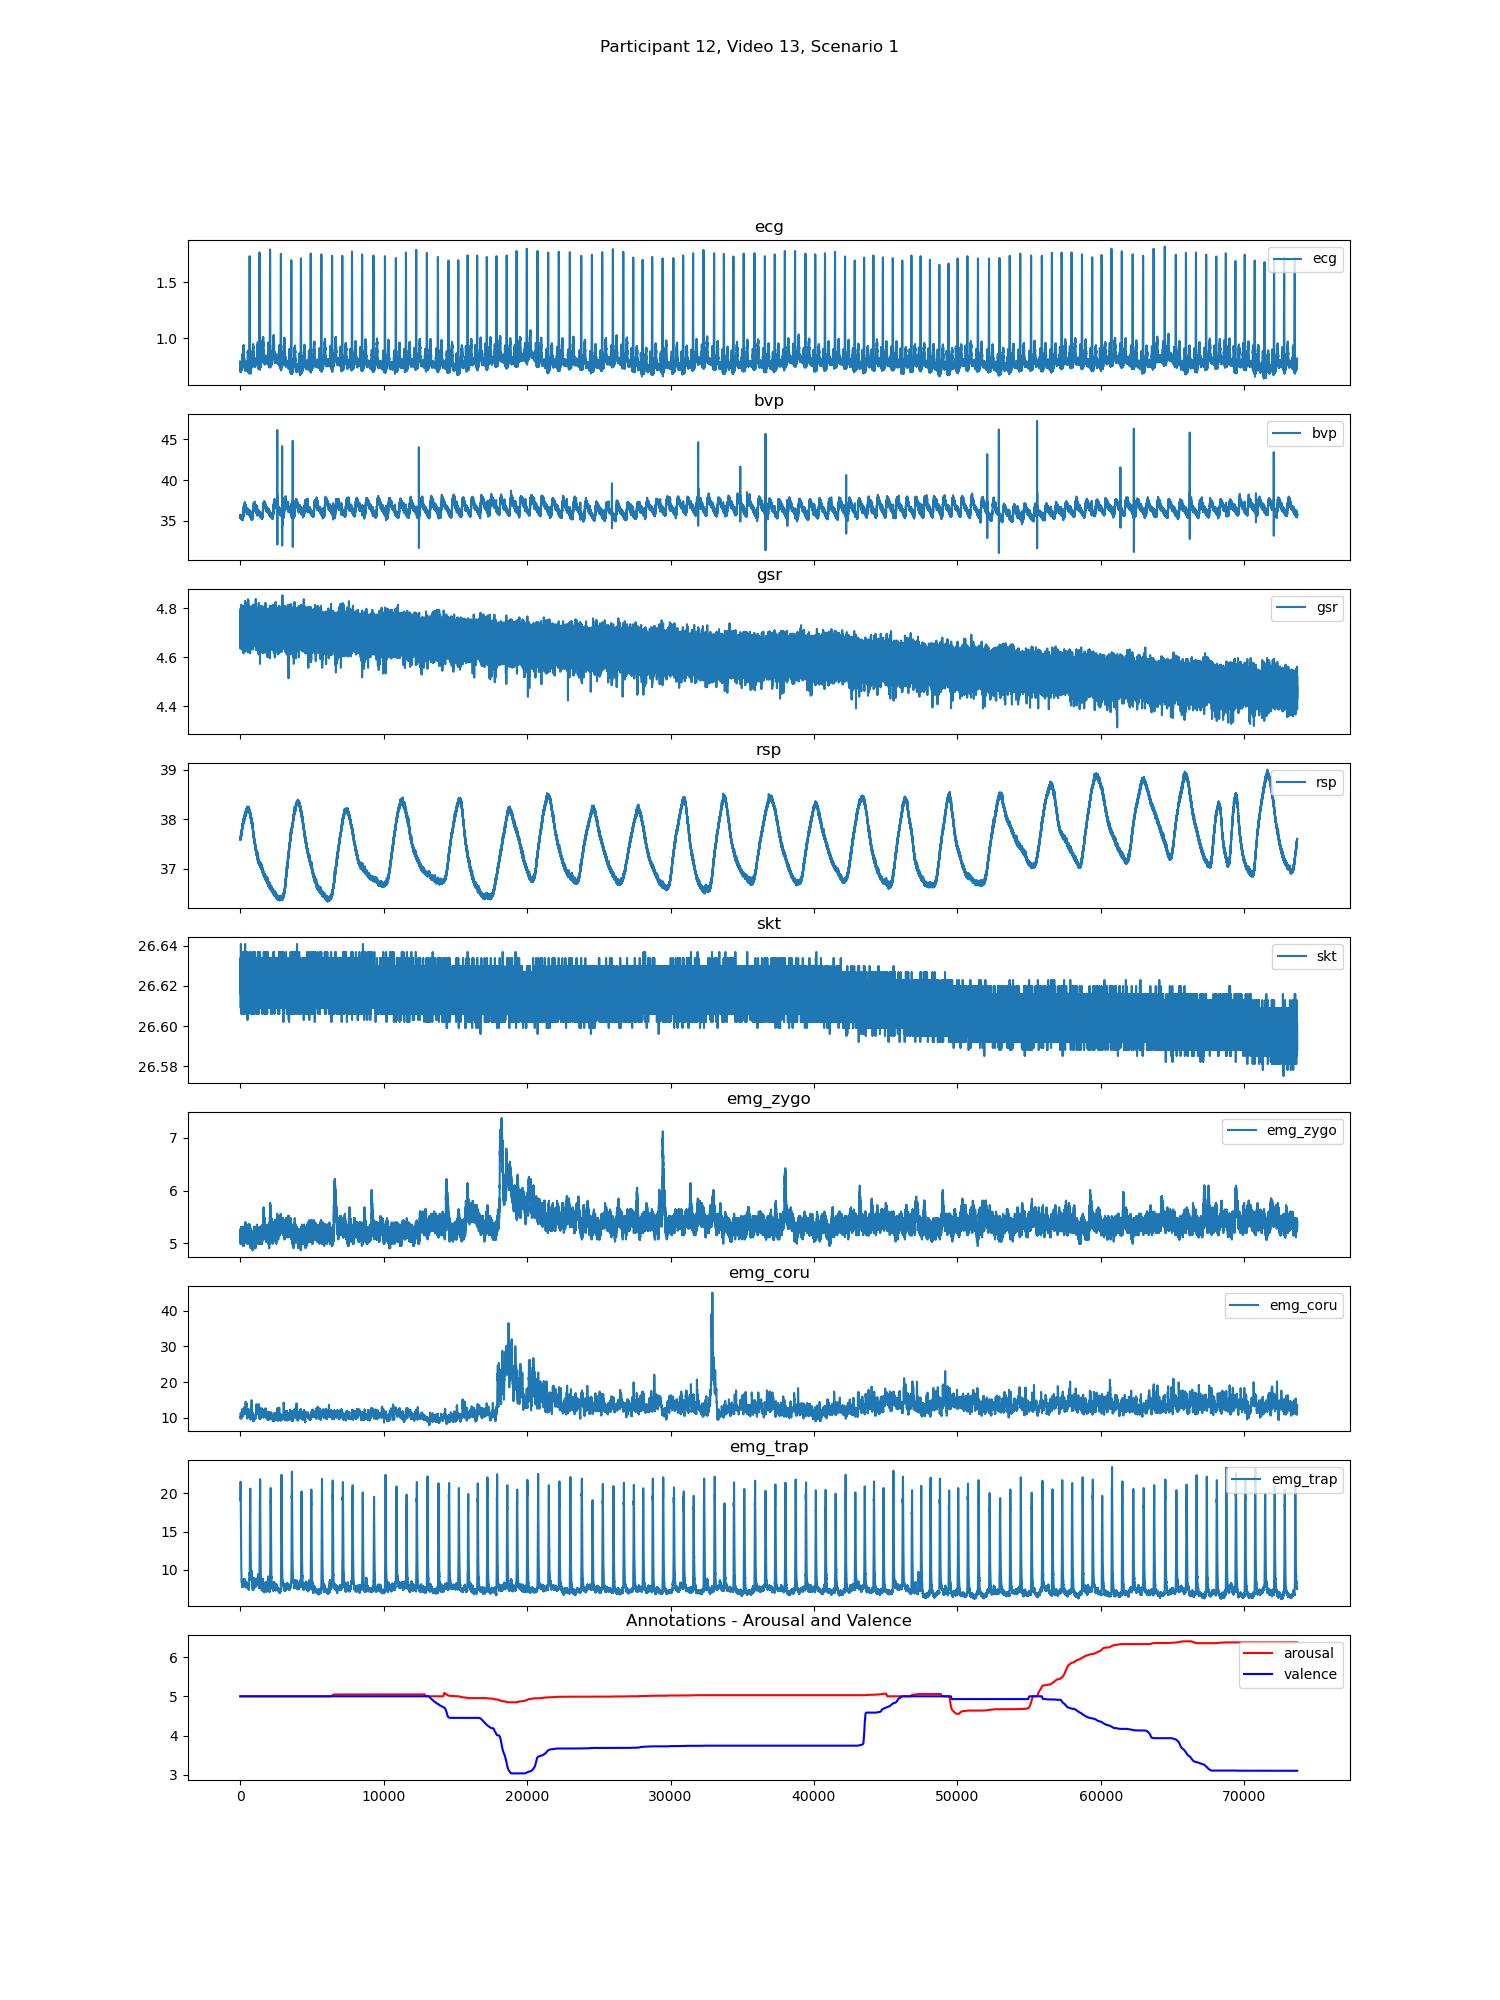 Participant 12, Video 13, Scenario 1
ecg
ecg
1.5
1.0
bvp
bvp
45
40
35
gsr
gsr
4.8
4.6
4.4
rsp
rsp
39
38
37
skt
skt
26.64
26.62
26.60
26.58
emg_zygo
emg_zygo
7
6
5
emg_coru
emg_coru
40
30
20
10
emg_trap
emg_trap
20
15
10
Annotations - Arousal and Valence
arousal
valence
6
5
4
3
0 10000 20000 30000 40000 50000 60000 70000